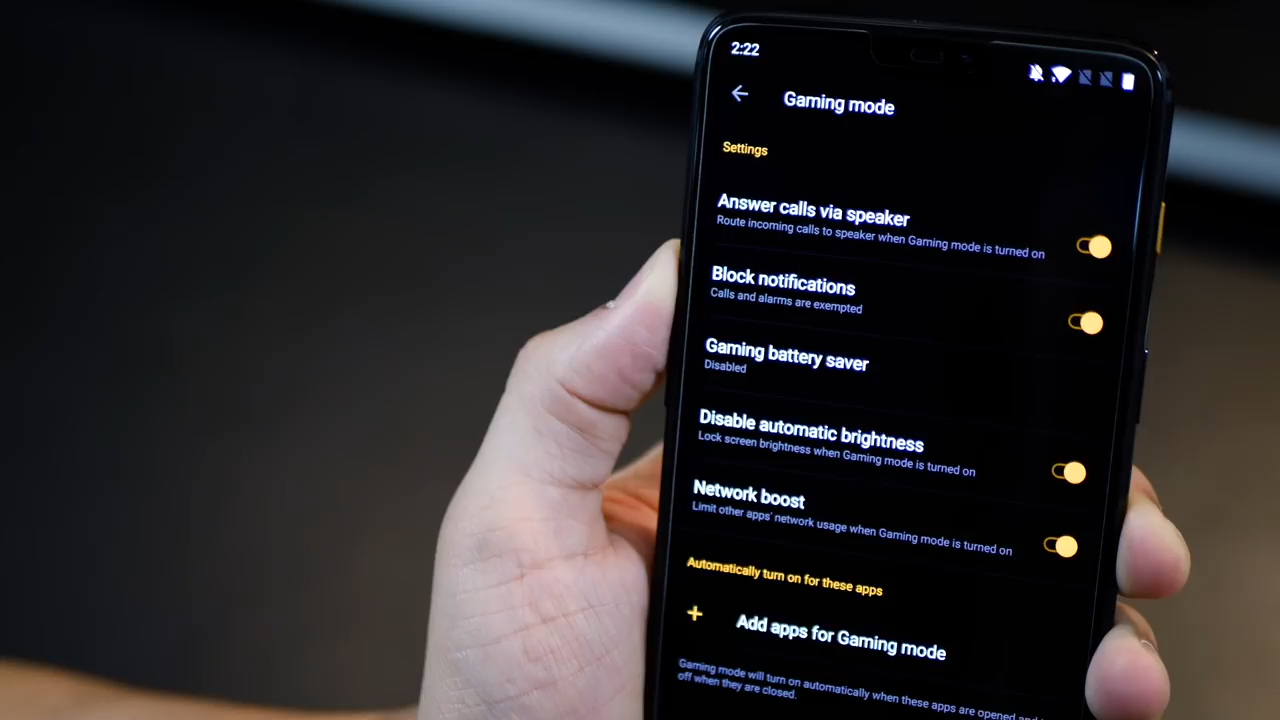 2:22
Gaming mode
Settings
Answer calls via speaker
Route incoming calls to speaker when Gaming mode is turned on
Block notifications
Calls and alarms are exempted
Gaming battery saver
Disabled
Disable automatic brightness
Lock screen brightness when Gaming mode is turned on
Network boost
Limit other apps' network usage when Gaming mode is turned on
Automatically turn on for these apps
+ Add apps for Gaming mode
Gaming mode will turn on automatically when these apps are opened and
off when they are closed.